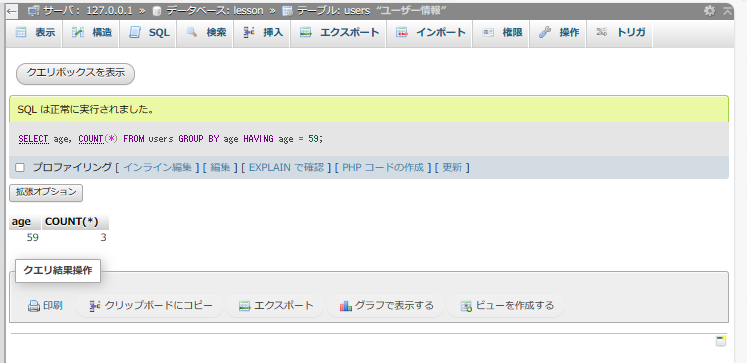 サーバ: 127.0.0.1 » データベース: lesson » テーブル: users "ユーザー情報"
表示 構造 SQL 検索 挿入 エクスポート インポート 権限 操作 トリガ
クエリボックスを表示
SQL は正常に実行されました。
SELECT age, COUNT(*) FROM users GROUP BY age HAVING age = 59;
プロファイリング [ インライン編集 ] [ 編集 ] [ EXPLAIN で確認 ] [ PHP コードの作成 ] [ 更新 ]
拡張オプション
age COUNT(*)
59 3
クエリ結果操作
印刷 クリップボードにコピー エクスポート グラフで表示する ビューを作成する